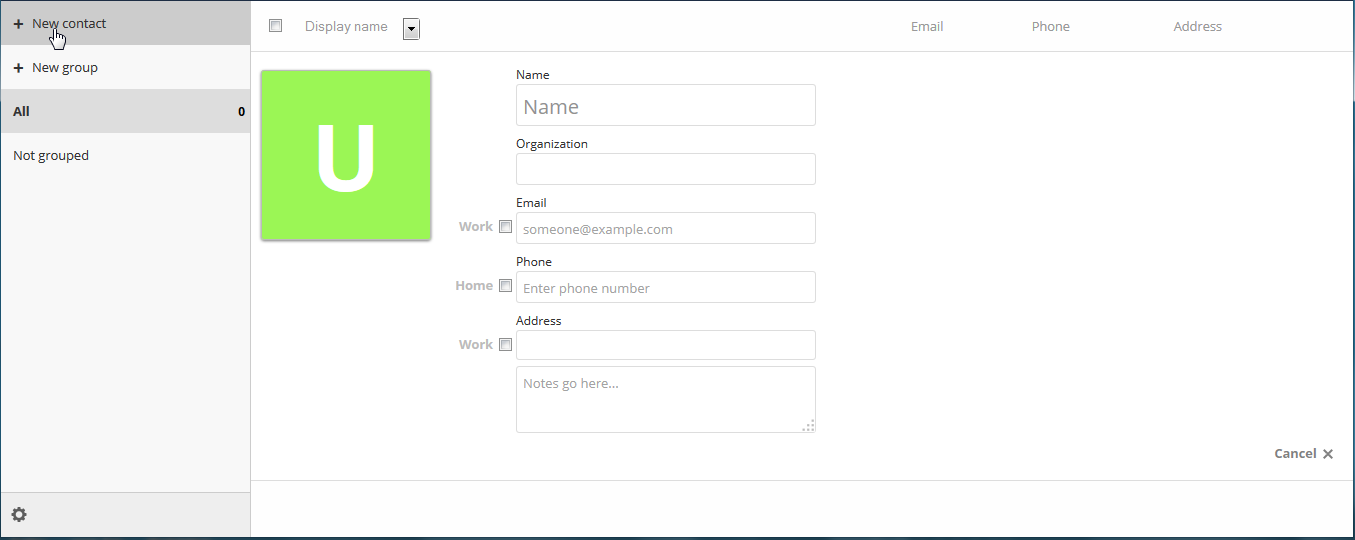 + New contact
+ New group
All 0
Not grouped
Display name Email Phone Address
U
Name
Name
Organization
Email
Work someone@example.com
Phone
Home Enter phone number
Address
Work
Notes go here...
Cancel ×